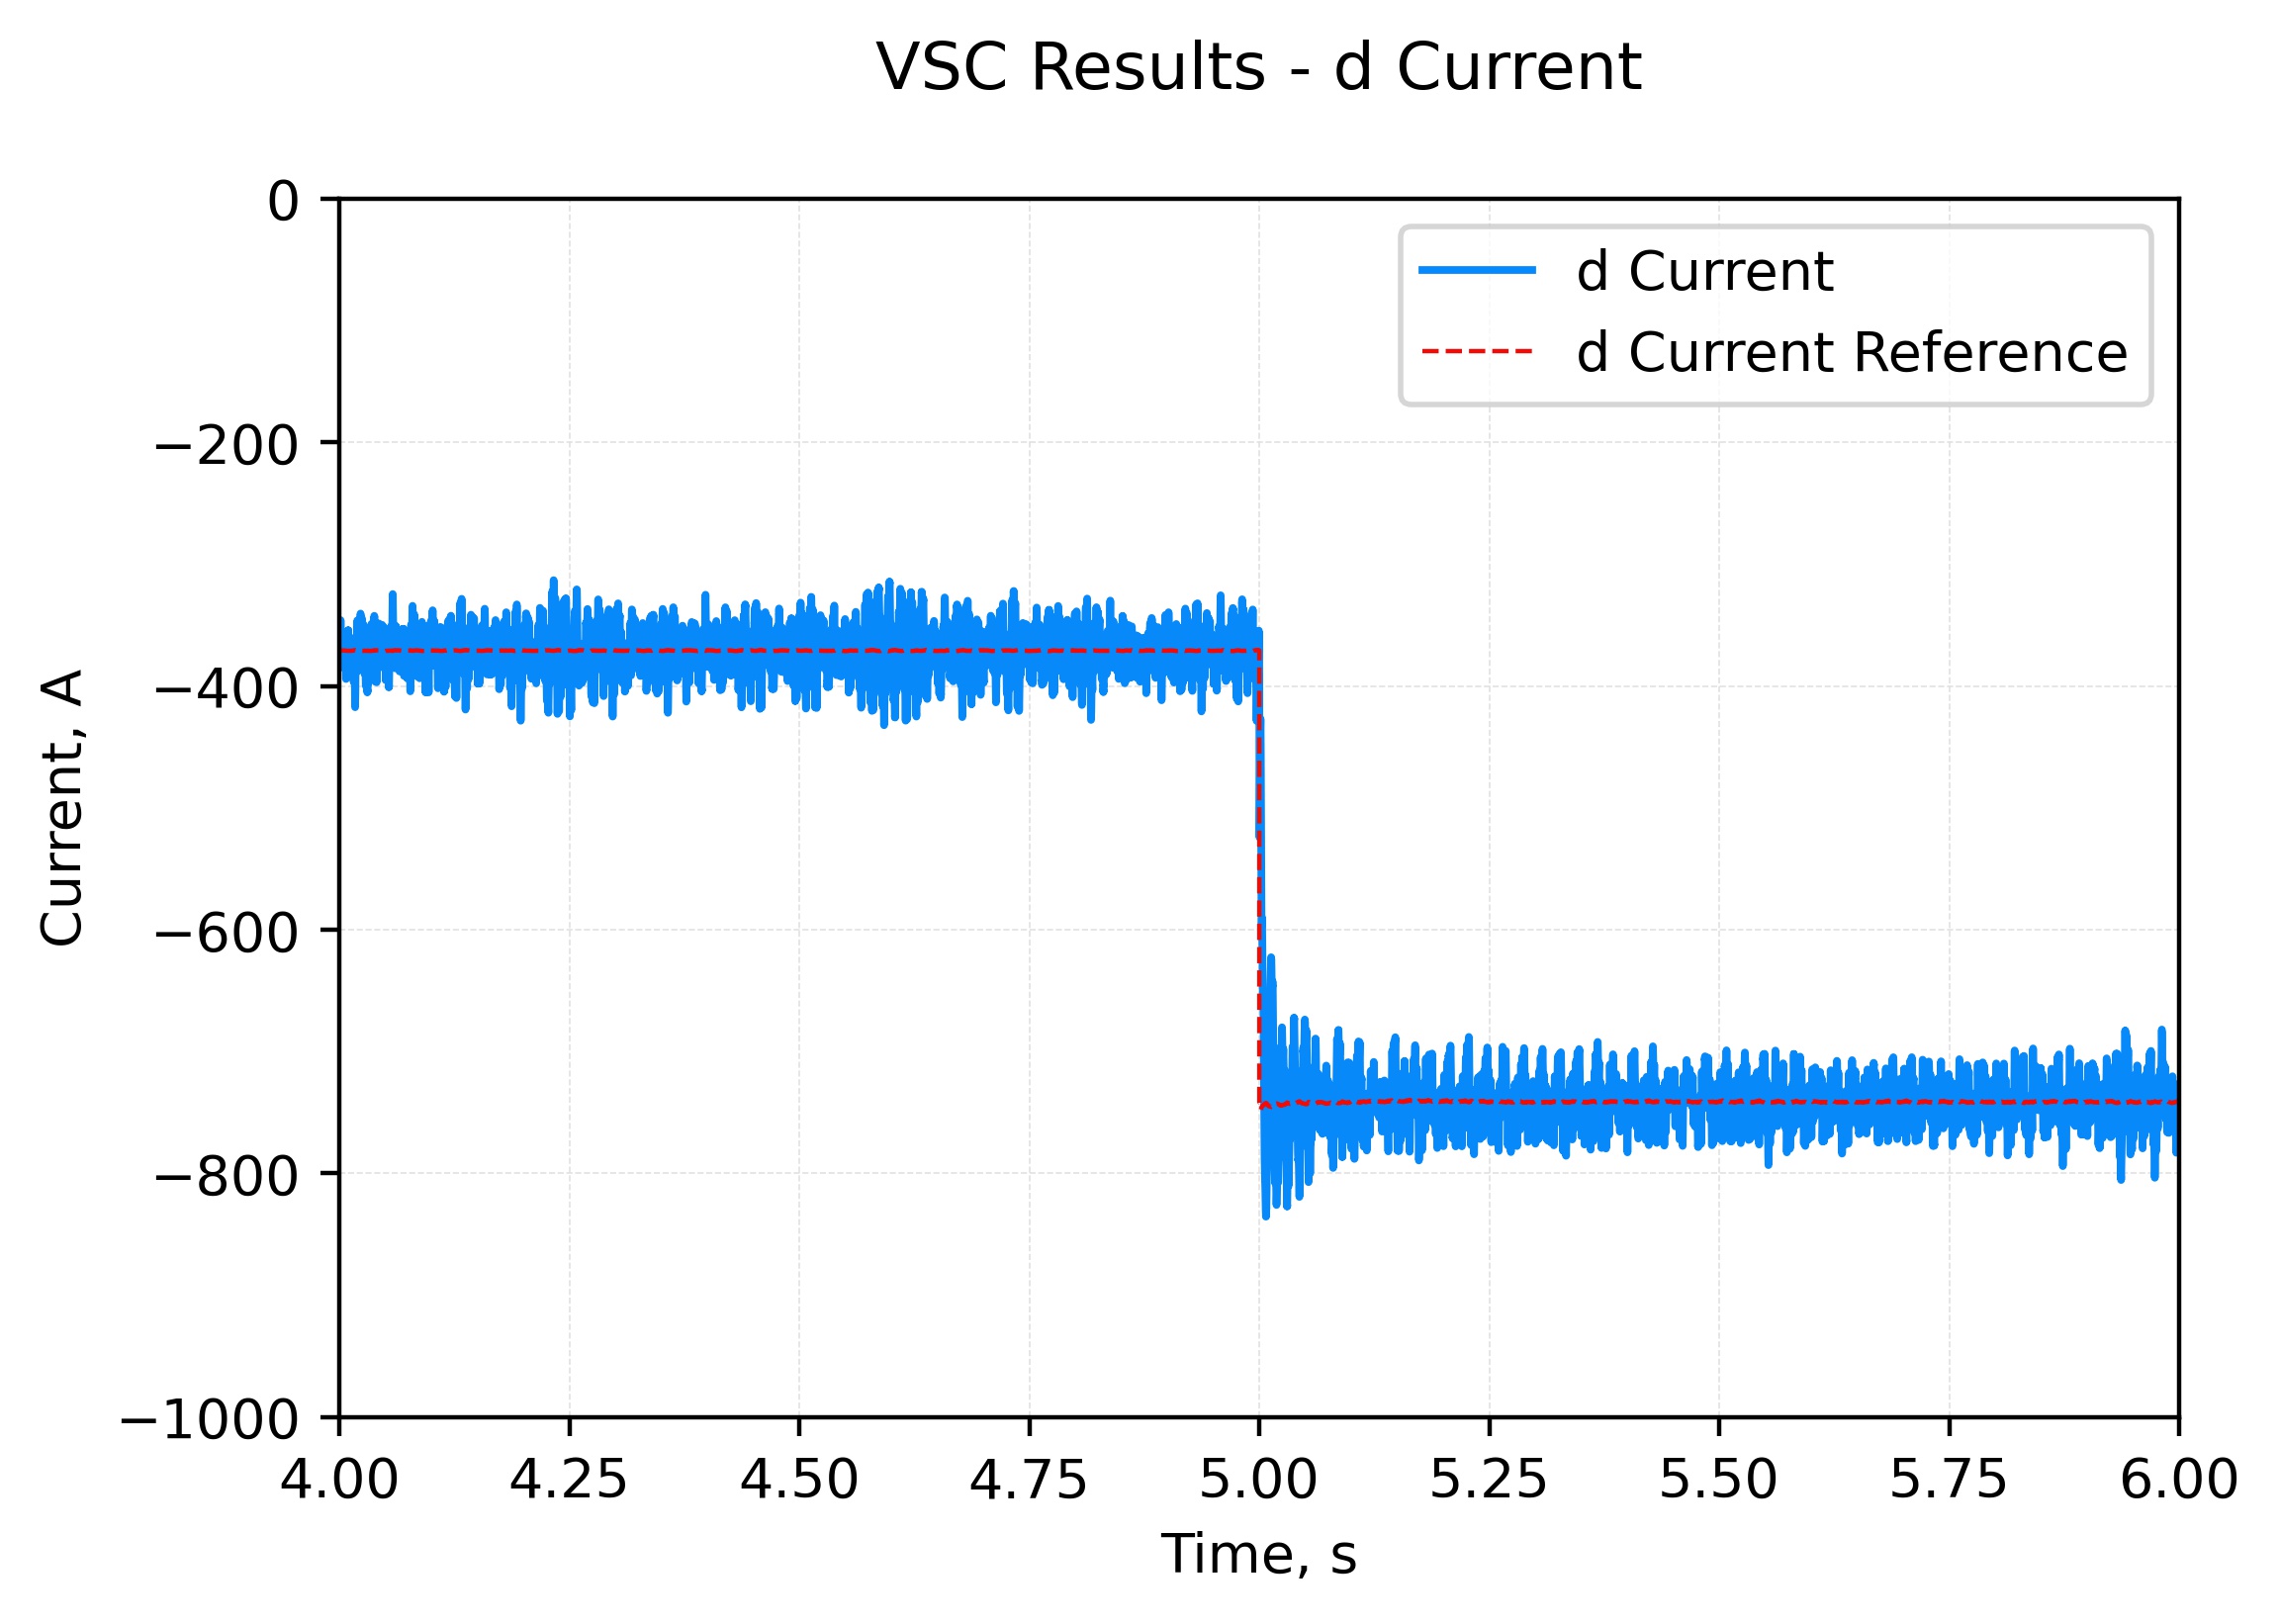 VSC Results - d Current
0
−200
−400
−600
−800
−1000
Current, A
d Current
d Current Reference
4.00 4.25 4.50 4.75 5.00 5.25 5.50 5.75 6.00
Time, s